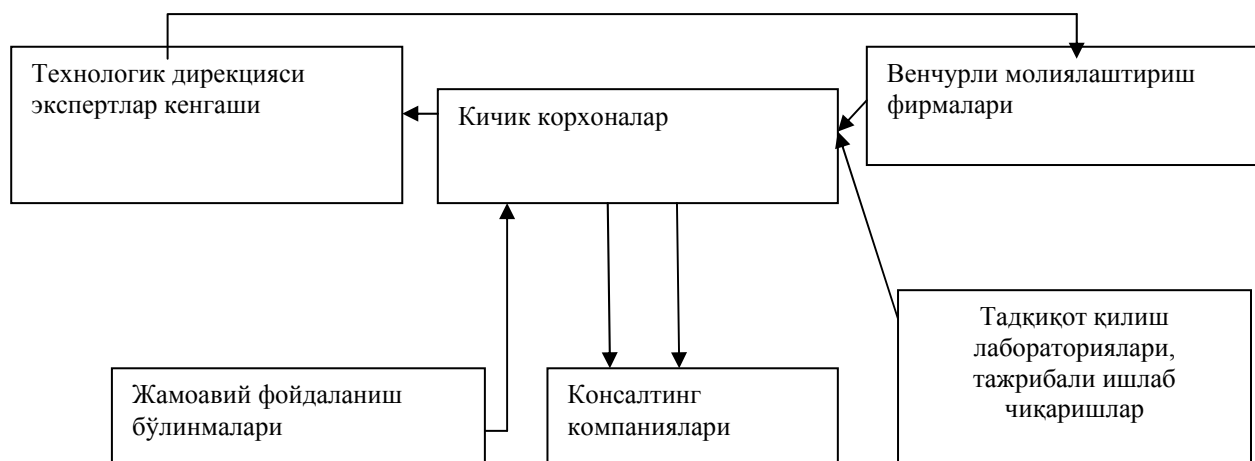 Технологик дирекцияси
экспертлар кенгаши
Кичик корхоналар
Венчурли молиялаштириш
фирмалари
Жамоавий фойдаланиш
бўлинмалари
Консалтинг
компаниялари
Тадқиқот қилиш
лабораториялари,
тажрибали ишлаб
чиқаришлар